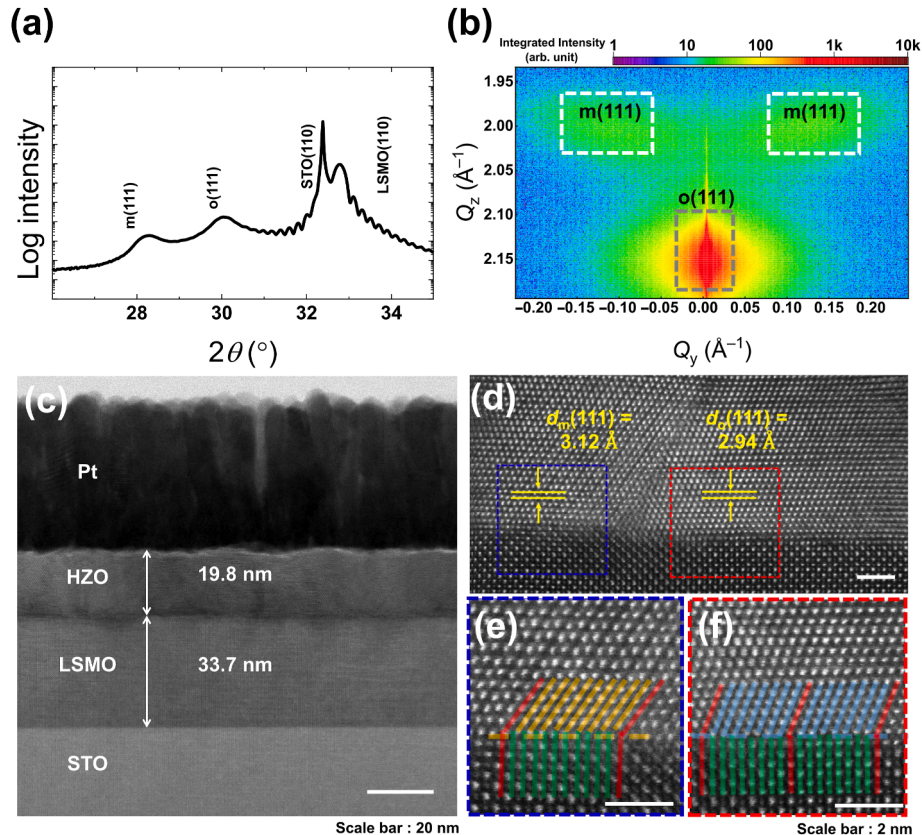 (a)
Log intensity
m(111)
o(111)
STO(110)
LSMO(110)
28
30
32
34
2θ (°)
(b)
Integrated Intensity
(arb. unit)
1
10
100
1k
10k
Q_z (Å⁻¹)
1.95
2.00
2.05
2.10
2.15
m(111)
m(111)
o(111)
−0.20
−0.15
−0.10
−0.05
0.00
0.05
0.10
0.15
0.20
Q_y (Å⁻¹)
(c)
Pt
HZO
19.8 nm
LSMO
33.7 nm
STO
Scale bar : 20 nm
(d)
d_m(111) =
3.12 Å
d_o(111) =
2.94 Å
(e)
(f)
Scale bar : 2 nm